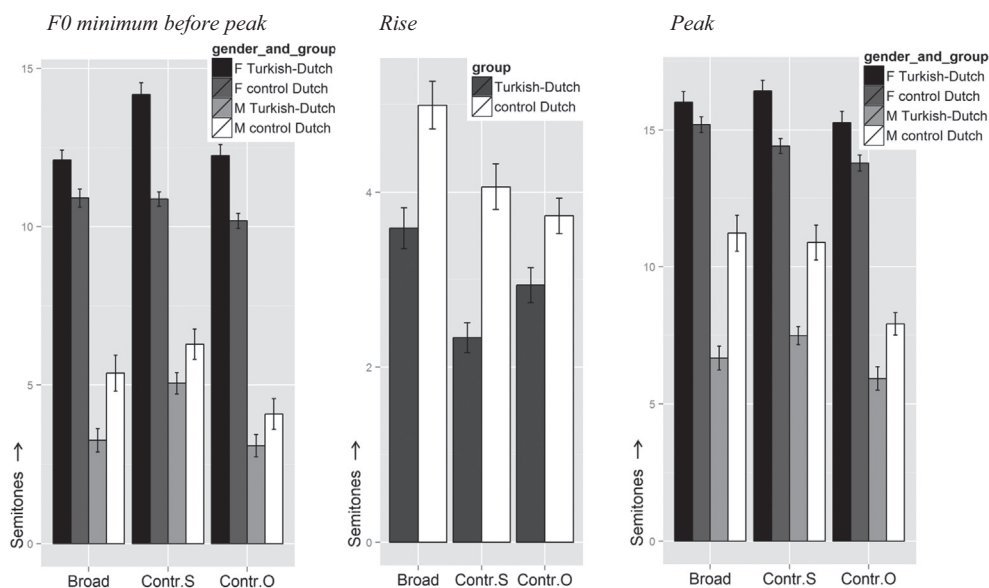 F0 minimum before peak
gender_and_group
F Turkish-Dutch
F control Dutch
M Turkish-Dutch
M control Dutch
15
10
5
0
Semitones →
Broad Contr.S Contr.O
Rise
group
Turkish-Dutch
control Dutch
4
2
0
Semitones →
Broad Contr.S Contr.O
Peak
gender_and_group
F Turkish-Dutch
F control Dutch
M Turkish-Dutch
M control Dutch
15
10
5
0
Semitones →
Broad Contr.S Contr.O